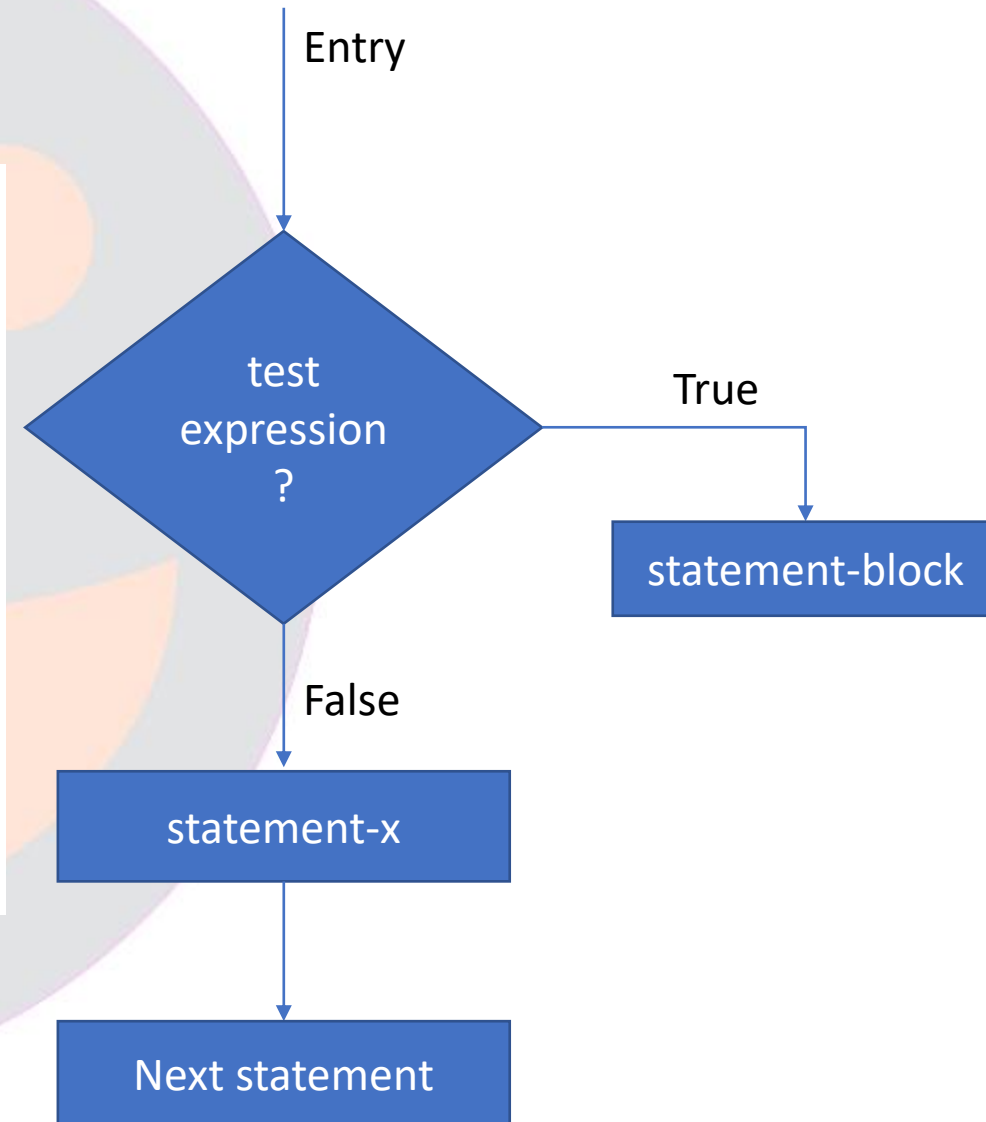 Entry
test
expression
?
True
statement-block
False
statement-x
Next statement